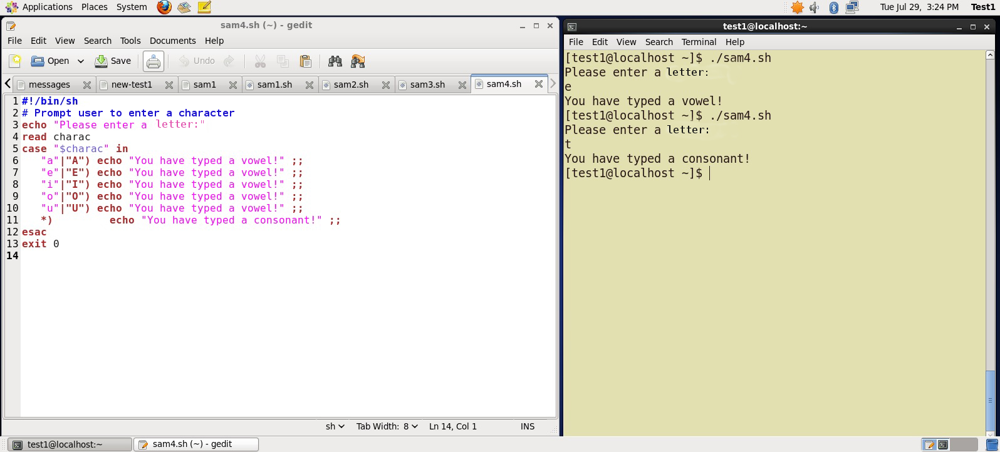 Applications Places System Tue Jul 29, 3:24 PM Test1
sam4.sh (~) - gedit
File Edit View Search Tools Documents Help
Open Save Undo
messages new-test1 sam1 sam1.sh sam2.sh sam3.sh sam4.sh
1 #!/bin/sh
2 # Prompt user to enter a character
3 echo "Please enter a letter:"
4 read charac
5 case "$charac" in
6 "a"|"A") echo "You have typed a vowel!" ;;
7 "e"|"E") echo "You have typed a vowel!" ;;
8 "i"|"I") echo "You have typed a vowel!" ;;
9 "o"|"O") echo "You have typed a vowel!" ;;
10 "u"|"U") echo "You have typed a vowel!" ;;
11 *) echo "You have typed a consonant!" ;;
12 esac
13 exit 0
14
sh Tab Width: 8 Ln 14, Col 1 INS
test1@localhost:~
File Edit View Search Terminal Help
[test1@localhost ~]$ ./sam4.sh
Please enter a letter:
e
You have typed a vowel!
[test1@localhost ~]$ ./sam4.sh
Please enter a letter:
t
You have typed a consonant!
[test1@localhost ~]$
test1@localhost:~ sam4.sh (~) - gedit